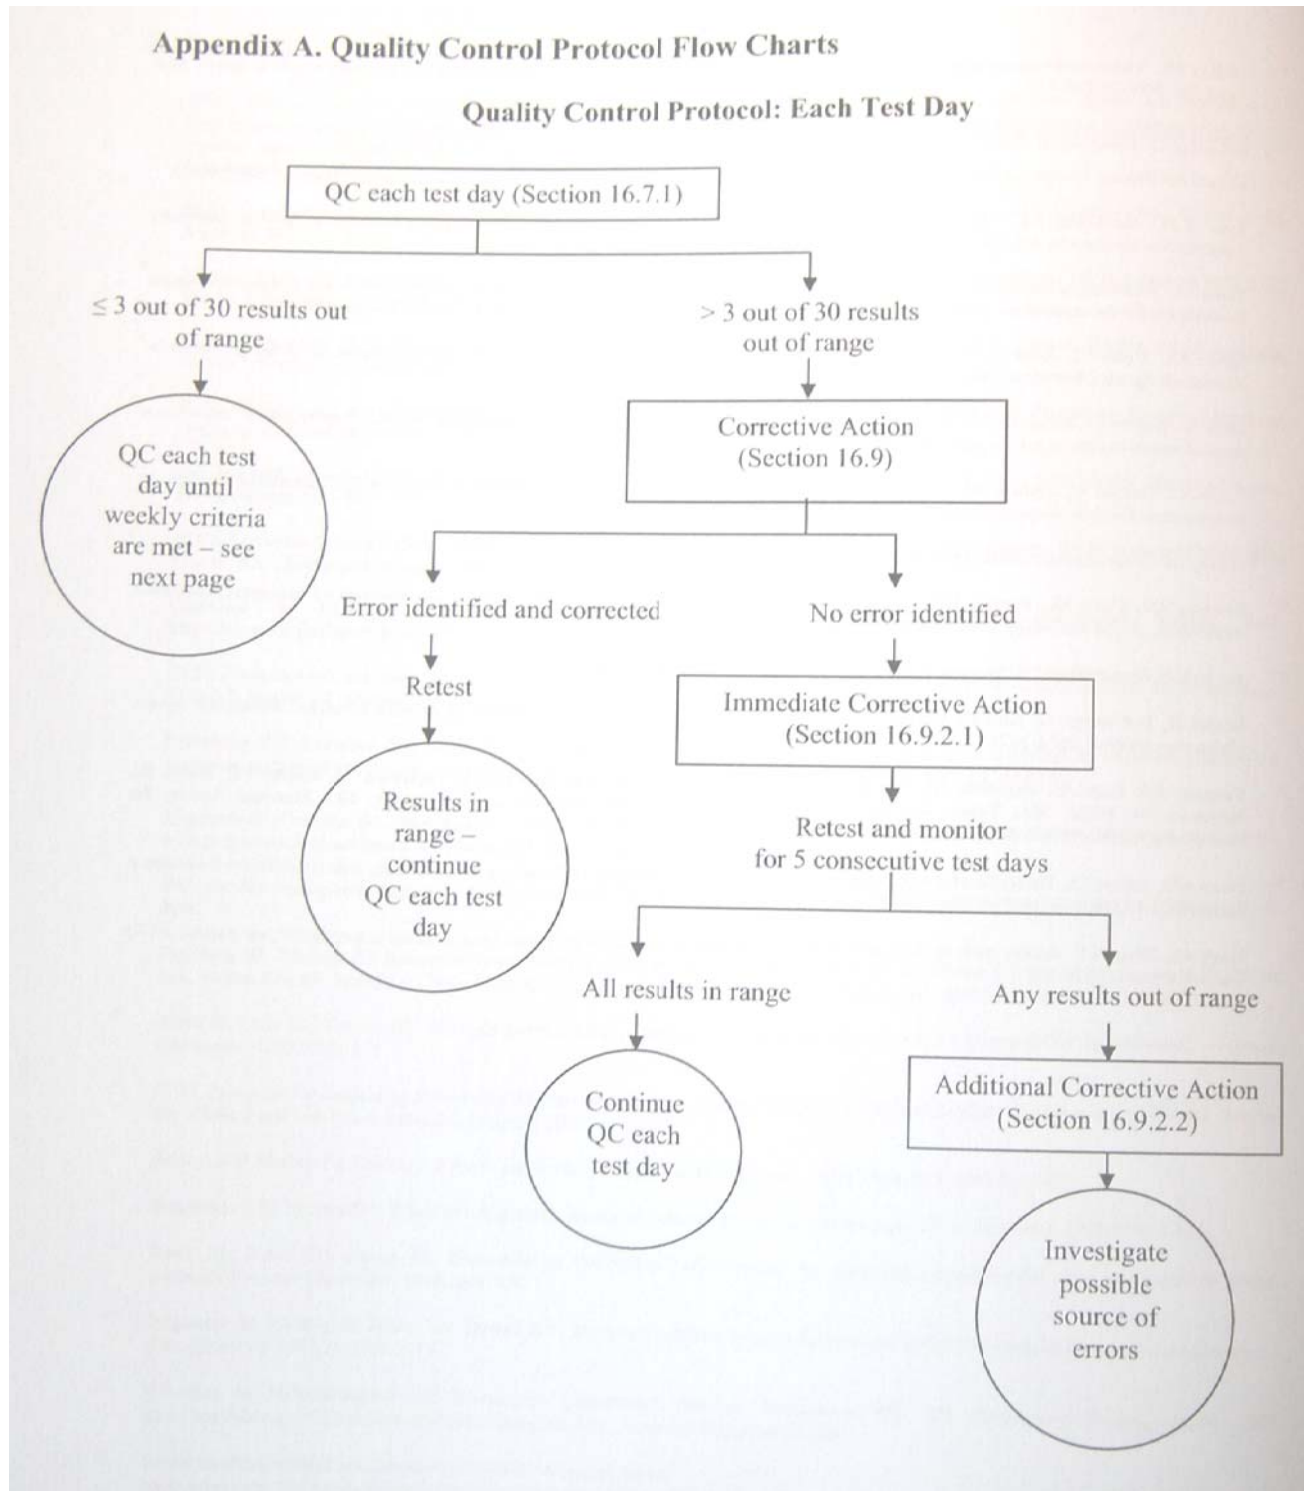 Appendix A. Quality Control Protocol Flow Charts
Quality Control Protocol: Each Test Day
QC each test day (Section 16.7.1)
≤ 3 out of 30 results out
of range
> 3 out of 30 results
out of range
QC each test
day until
weekly criteria
are met – see
next page
Corrective Action
(Section 16.9)
Error identified and corrected
No error identified
Retest
Immediate Corrective Action
(Section 16.9.2.1)
Results in
range –
continue
QC each test
day
Retest and monitor
for 5 consecutive test days
All results in range
Any results out of range
Continue
QC each
test day
Additional Corrective Action
(Section 16.9.2.2)
Investigate
possible
source of
errors